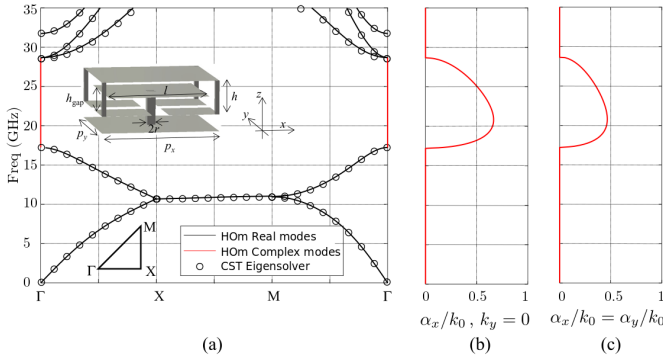 35
30
25
20
15
10
5
0
Freq (GHz)
h_gap
l
h
2r
p_y
p_x
z
y
x
M
Γ
X
HOm Real modes
HOm Complex modes
CST Eigensolver
Γ X M Γ
(a)
0 0.5 1
α_x/k_0 , k_y = 0
(b)
0 0.5 1
α_x/k_0 = α_y/k_0
(c)